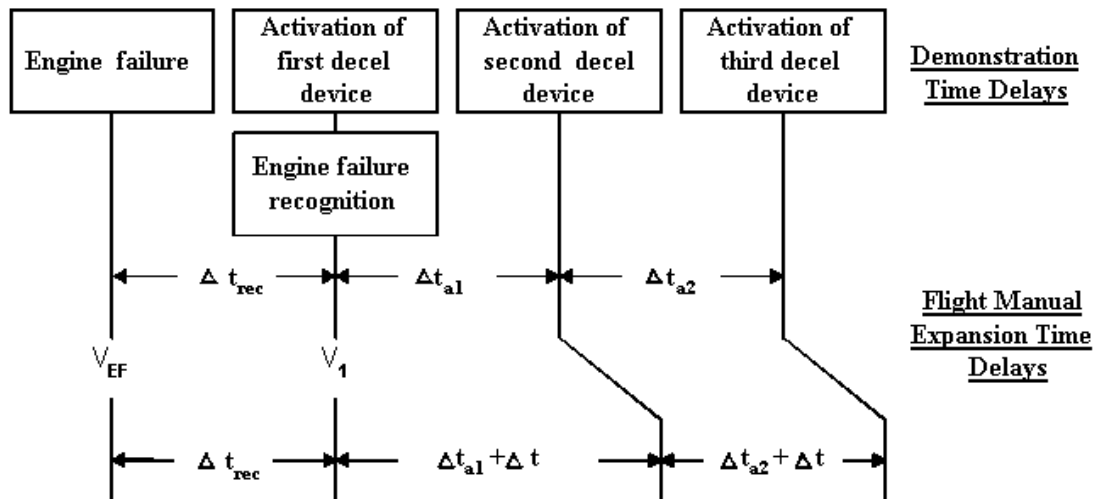 Engine failure
Activation of
first decel
device
Activation of
second decel
device
Activation of
third decel
device
Demonstration
Time Delays
Engine failure
recognition
Δ t_rec
Δt_a1
Δt_a2
Flight Manual
Expansion Time
Delays
V_EF
V_1
Δ t_rec
Δt_a1 + Δ t
Δt_a2 + Δt